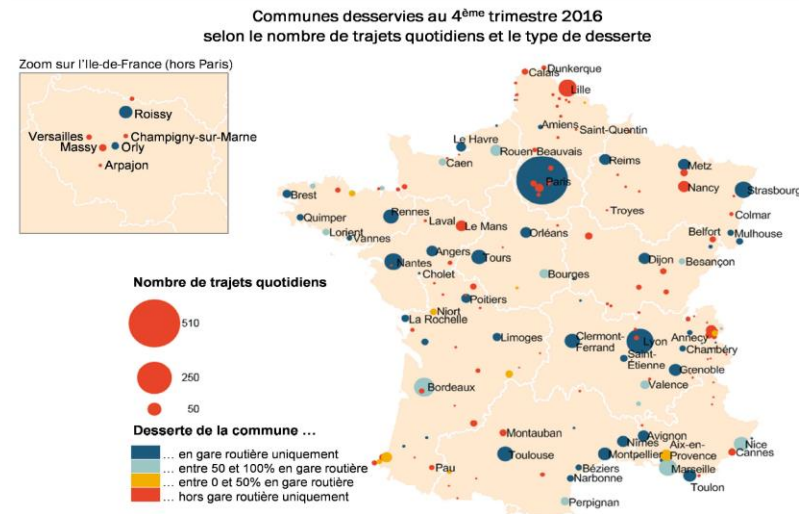 Communes desservies au 4ème trimestre 2016
selon le nombre de trajets quotidiens et le type de desserte
Zoom sur l'Ile-de-France (hors Paris)
Roissy
Versailles
Champigny-sur-Marne
Massy
Orly
Arpajon
Dunkerque
Calais
Lille
Amiens
Saint-Quentin
Le Havre
Rouen
Beauvais
Caen
Reims
Metz
Paris
Nancy
Strasbourg
Brest
Rennes
Laval
Le Mans
Troyes
Colmar
Quimper
Lorient
Vannes
Orléans
Belfort
Mulhouse
Angers
Nantes
Tours
Dijon
Besançon
Cholet
Bourges
Poitiers
Niort
La Rochelle
Limoges
Clermont-
Ferrand
Lyon
Annecy
Chambéry
Saint-
Étienne
Grenoble
Valence
Bordeaux
Montauban
Avignon
Nîmes
Aix-en-
Provence
Nice
Cannes
Pau
Toulouse
Montpellier
Marseille
Béziers
Narbonne
Toulon
Perpignan
Nombre de trajets quotidiens
510
250
50
Desserte de la commune ...
... en gare routière uniquement
... entre 50 et 100% en gare routière
... entre 0 et 50% en gare routière
... hors gare routière uniquement